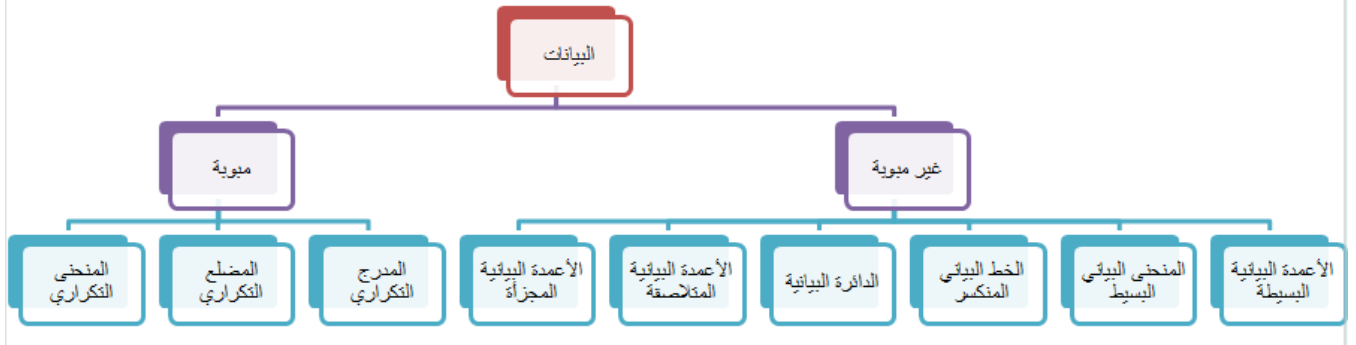 البيانات
غير مبوبة
مبوبة
الأعمدة البيانية
البسيطة
المنحنى البياني
البسيط
الخط البياني
المنكسر
الدائرة البيانية
الأعمدة البيانية
المتلاصقة
الأعمدة البيانية
المجزأة
المدرج
التكراري
المضلع
التكراري
المنحنى
التكراري